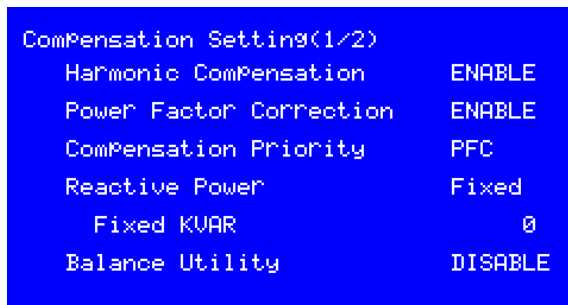 Compensation Setting(1/2)
Harmonic Compensation ENABLE
Power Factor Correction ENABLE
Compensation Priority PFC
Reactive Power Fixed
Fixed KVAR 0
Balance Utility DISABLE